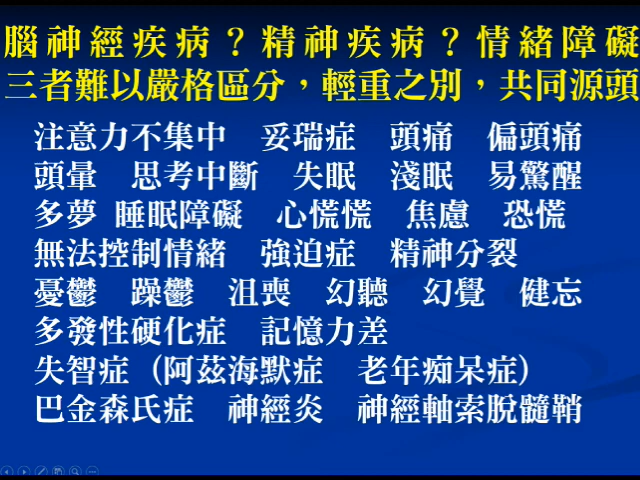 腦神經疾病？精神疾病？情緒障礙
三者難以嚴格區分，輕重之別，共同源頭
注意力不集中 妥瑞症 頭痛 偏頭痛
頭暈 思考中斷 失眠 淺眠 易驚醒
多夢 睡眠障礙 心慌慌 焦慮 恐慌
無法控制情緒 強迫症 精神分裂
憂鬱 躁鬱 沮喪 幻聽 幻覺 健忘
多發性硬化症 記憶力差
失智症（阿茲海默症 老年痴呆症）
巴金森氏症 神經炎 神經軸索脫髓鞘